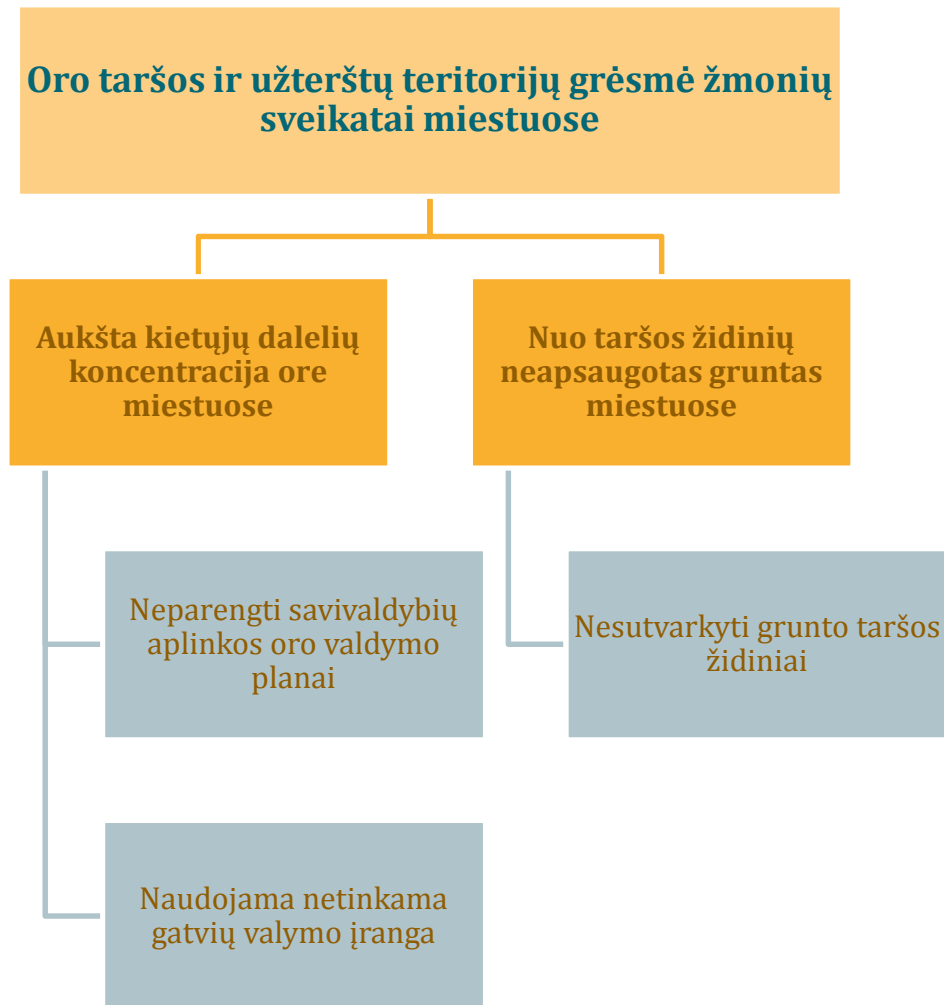 Oro taršos ir užterštų teritorijų grėsmė žmonių
sveikatai miestuose
Aukšta kietųjų dalelių
koncentracija ore
miestuose
Nuo taršos židinių
neapsaugotas gruntas
miestuose
Neparengti savivaldybių
aplinkos oro valdymo
planai
Nesutvarkyti grunto taršos
židiniai
Naudojama netinkama
gatvių valymo įranga